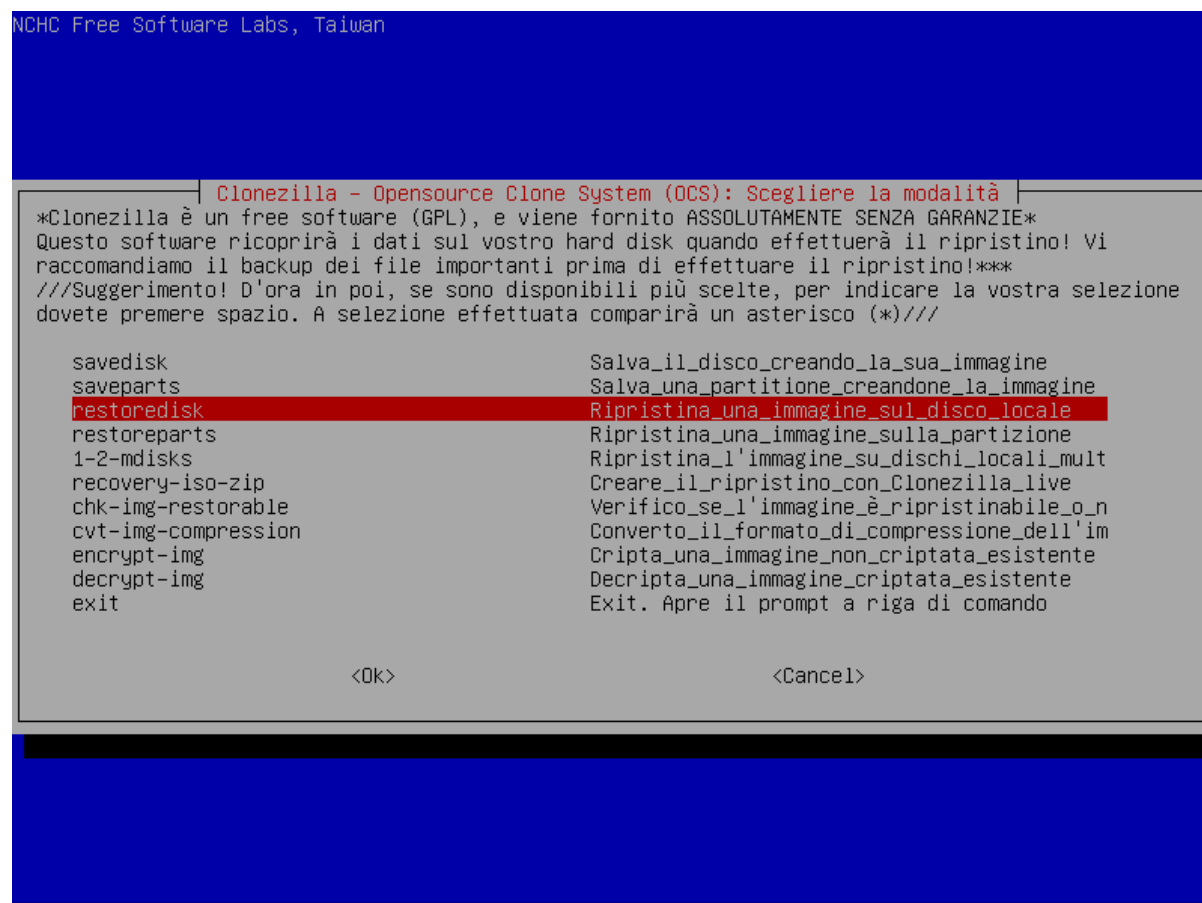 NCHC Free Software Labs, Taiwan
Clonezilla - Opensource Clone System (OCS): Scegliere la modalità
*Clonezilla è un free software (GPL), e viene fornito ASSOLUTAMENTE SENZA GARANZIE*
Questo software ricoprirà i dati sul vostro hard disk quando effettuerà il ripristino! Vi
raccomandiamo il backup dei file importanti prima di effettuare il ripristino!***
///Suggerimento! D'ora in poi, se sono disponibili più scelte, per indicare la vostra selezione
dovete premere spazio. A selezione effettuata comparirà un asterisco (*)///
savedisk Salva_il_disco_creando_la_sua_immagine
saveparts Salva_una_partitione_creandone_la_immagine
restoredisk Ripristina_una_immagine_sul_disco_locale
restoreparts Ripristina_una_immagine_sulla_partizione
1-2-mdisks Ripristina_l'immagine_su_dischi_locali_mult
recovery-iso-zip Creare_il_ripristino_con_Clonezilla_live
chk-img-restorable Verifico_se_l'immagine_è_ripristinabile_o_n
cvt-img-compression Converto_il_formato_di_compressione_dell'im
encrypt-img Cripta_una_immagine_non_criptata_esistente
decrypt-img Decripta_una_immagine_criptata_esistente
exit Exit. Apre il prompt a riga di comando
<Ok> <Cancel>